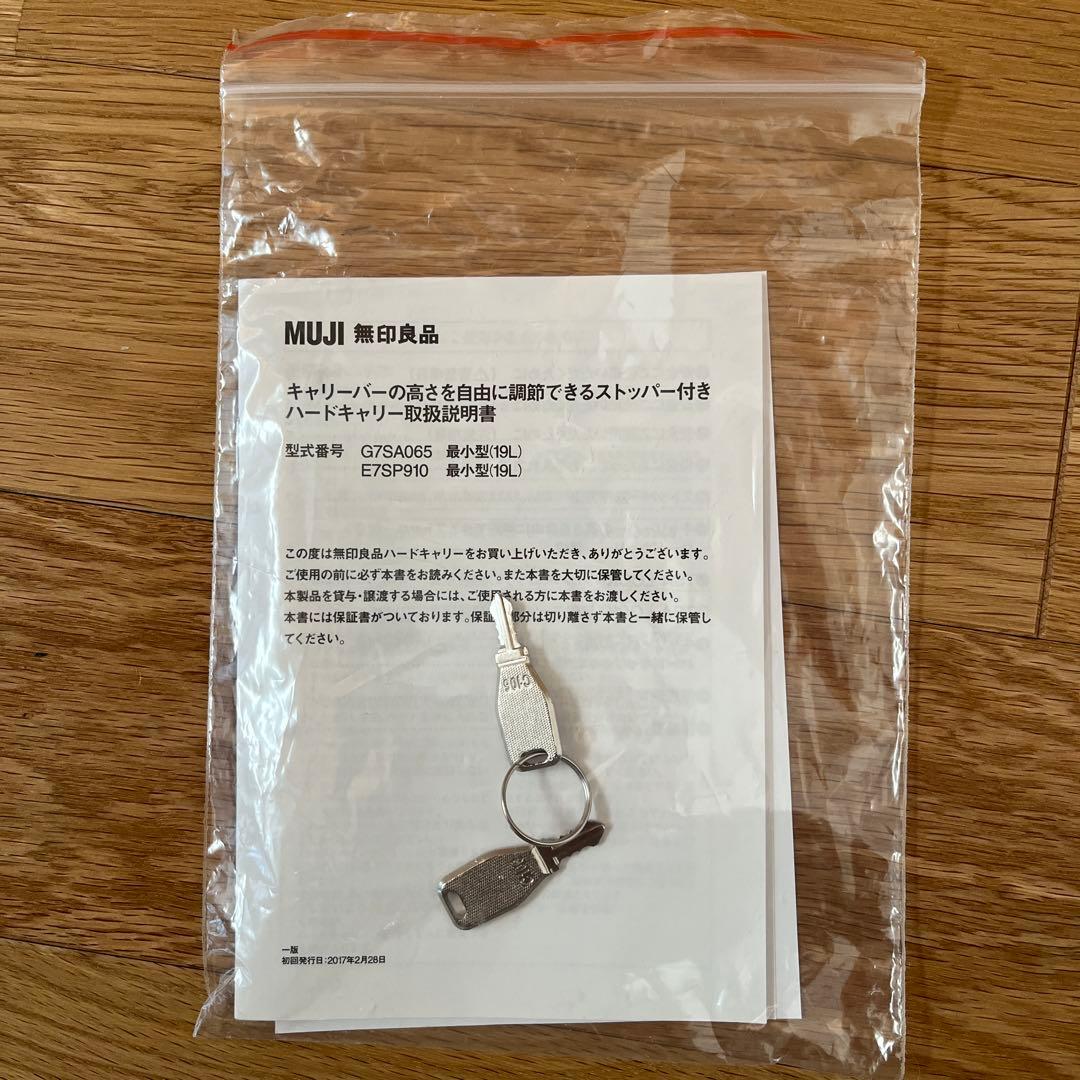 MUJI 無印良品
キャリーバーの高さを自由に調節できるストッパー付き
ハードキャリー取扱説明書
型式番号 G7SA065 最小型(19L)
E7SP910 最小型(19L)
この度は無印良品ハードキャリーをお買い上げいただき、ありがとうございます。
ご使用の前に必ず本書をお読みください。また本書を大切に保管してください。
本製品を貸与・譲渡する場合には、ご使用される方に本書をお渡しください。
本書には保証書がついております。保証部分は切り離さず本書と一緒に保管し
てください。
C-105
一版
初回発行日:2017年2月28日